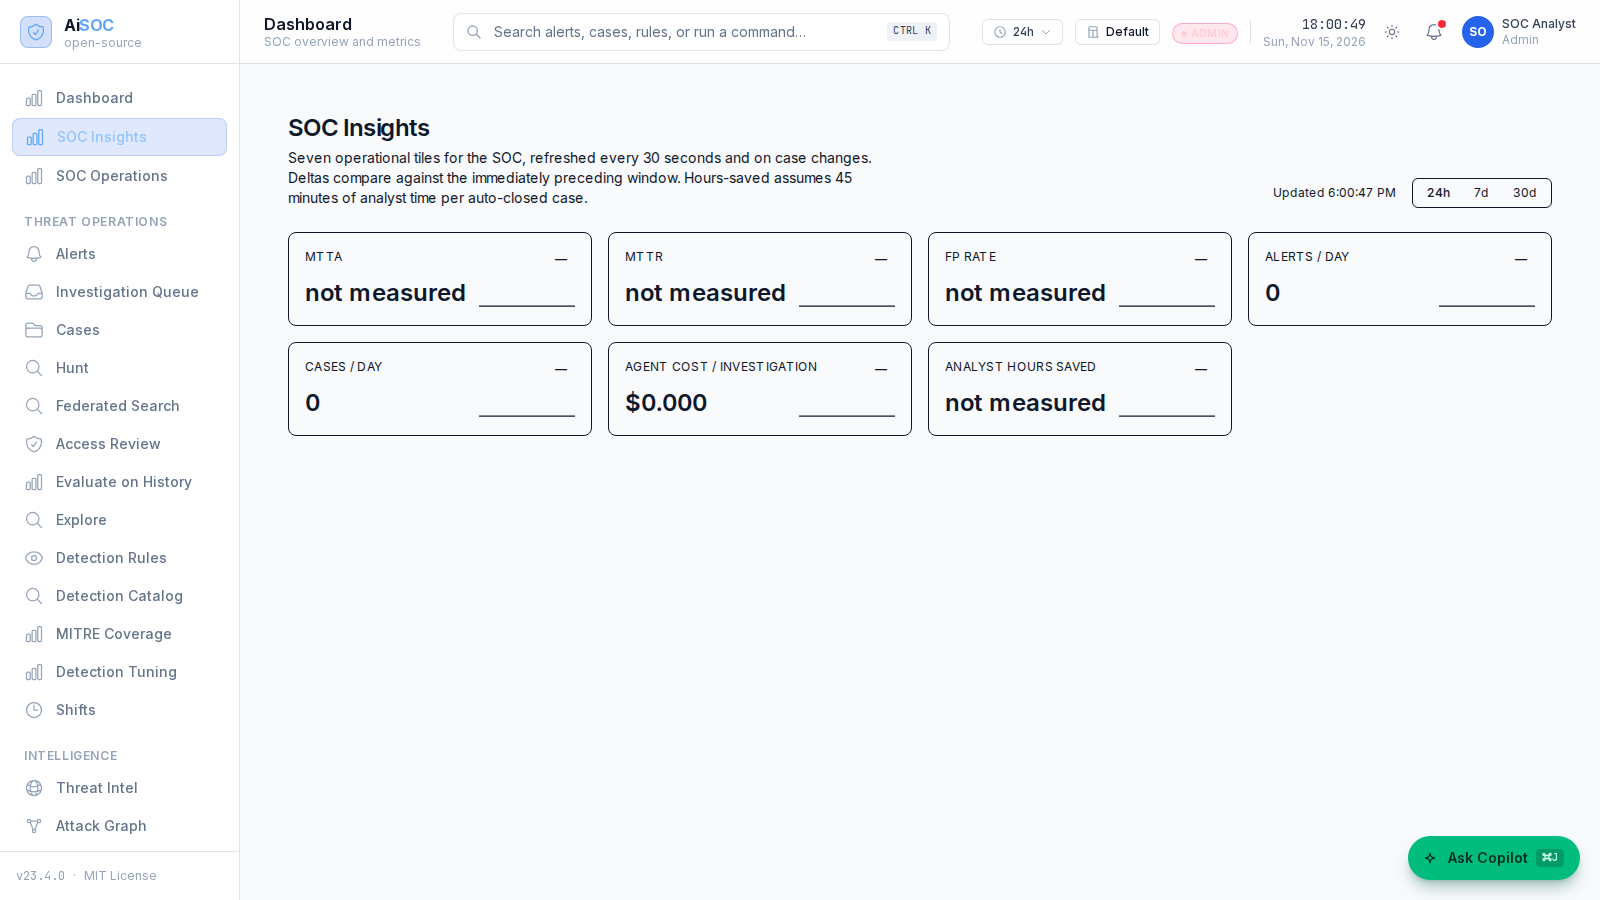 AiSOC
open-source
Dashboard
SOC Insights
SOC Operations
THREAT OPERATIONS
Alerts
Investigation Queue
Cases
Hunt
Federated Search
Access Review
Evaluate on History
Explore
Detection Rules
Detection Catalog
MITRE Coverage
Detection Tuning
Shifts
INTELLIGENCE
Threat Intel
Attack Graph
v23.4.0 · MIT License
Dashboard
SOC overview and metrics
Search alerts, cases, rules, or run a command…
CTRL K
24h
Default
ADMIN
18:00:49
Sun, Nov 15, 2026
SO
SOC Analyst
Admin
SOC Insights
Seven operational tiles for the SOC, refreshed every 30 seconds and on case changes.
Deltas compare against the immediately preceding window. Hours-saved assumes 45
minutes of analyst time per auto-closed case.
Updated 6:00:47 PM
24h 7d 30d
MTTA —
not measured
MTTR —
not measured
FP RATE —
not measured
ALERTS / DAY —
0
CASES / DAY —
0
AGENT COST / INVESTIGATION —
$0.000
ANALYST HOURS SAVED —
not measured
Ask Copilot ⌘J